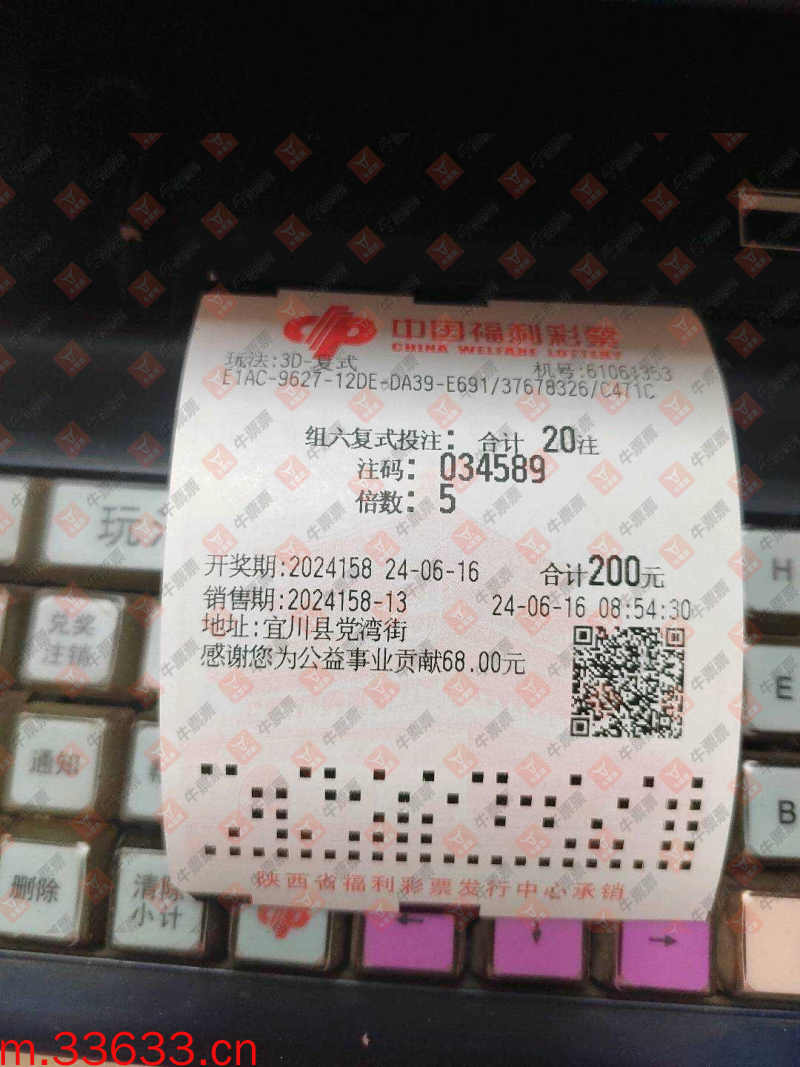 中国福利彩票
CHINA WELFARE LOTTERY
玩法:3D-复式 机号:61061353
E1AC-9627-12DE-DA39-E691/37678326/C471C
组六复式投注: 合计 20注
注码: 034589
倍数: 5
开奖期:2024158 24-06-16 合计200元
销售期:2024158-13 24-06-16 08:54:30
地址:宜川县党湾街
感谢您为公益事业贡献68.00元
陕西省福利彩票发行中心承销
玩
兑奖
注销
通知
删除
清除
小计
H
E
B
←
↓
→
牛票票
m.33633.cn